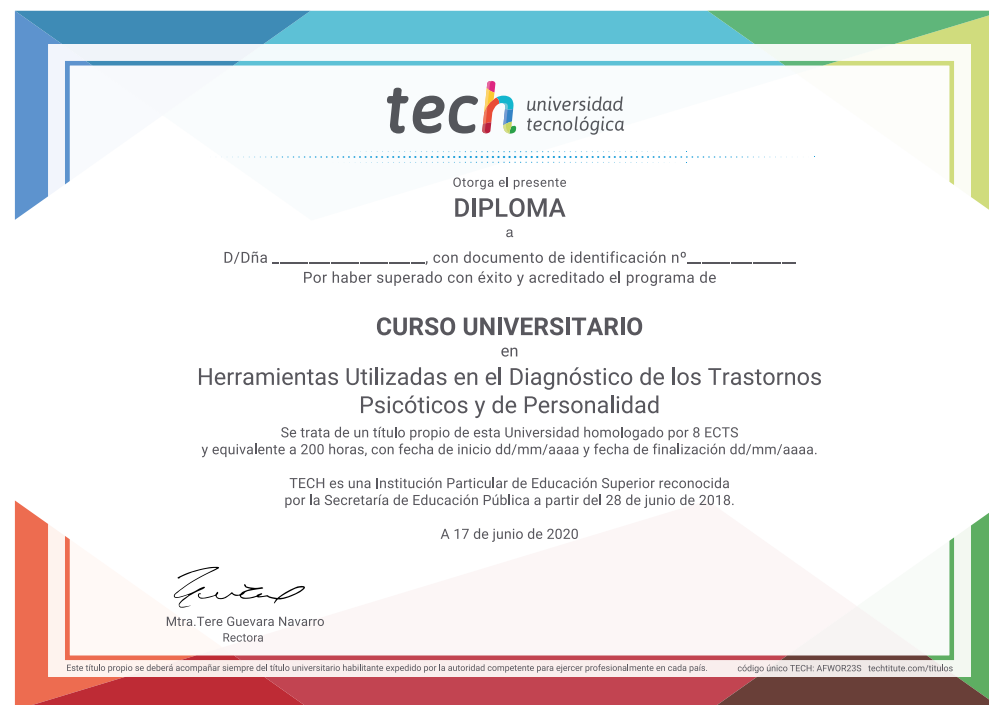 tech universidad
tecnológica
Otorga el presente
DIPLOMA
a
D/Dña ____________________, con documento de identificación nº______________
Por haber superado con éxito y acreditado el programa de
CURSO UNIVERSITARIO
en
Herramientas Utilizadas en el Diagnóstico de los Trastornos
Psicóticos y de Personalidad
Se trata de un título propio de esta Universidad homologado por 8 ECTS
y equivalente a 200 horas, con fecha de inicio dd/mm/aaaa y fecha de finalización dd/mm/aaaa.
TECH es una Institución Particular de Educación Superior reconocida
por la Secretaría de Educación Pública a partir del 28 de junio de 2018.
A 17 de junio de 2020
Mtra.Tere Guevara Navarro
Rectora
Este título propio se deberá acompañar siempre del título universitario habilitante expedido por la autoridad competente para ejercer profesionalmente en cada país. código único TECH: AFWOR23S techtitute.com/titulos